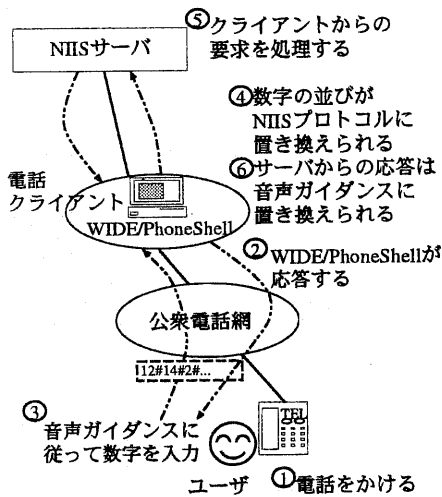 ⑤クライアントからの
要求を処理する
NIISサーバ
④数字の並びが
NIISプロトコルに
置き換えられる
⑥サーバからの応答は
音声ガイダンスに
置き換えられる
電話
クライアント
WIDE/PhoneShell
②WIDE/PhoneShellが
応答する
公衆電話網
12#14#2#...
③
音声ガイダンスに
従って数字を入力
TEL
ユーザ
①電話をかける